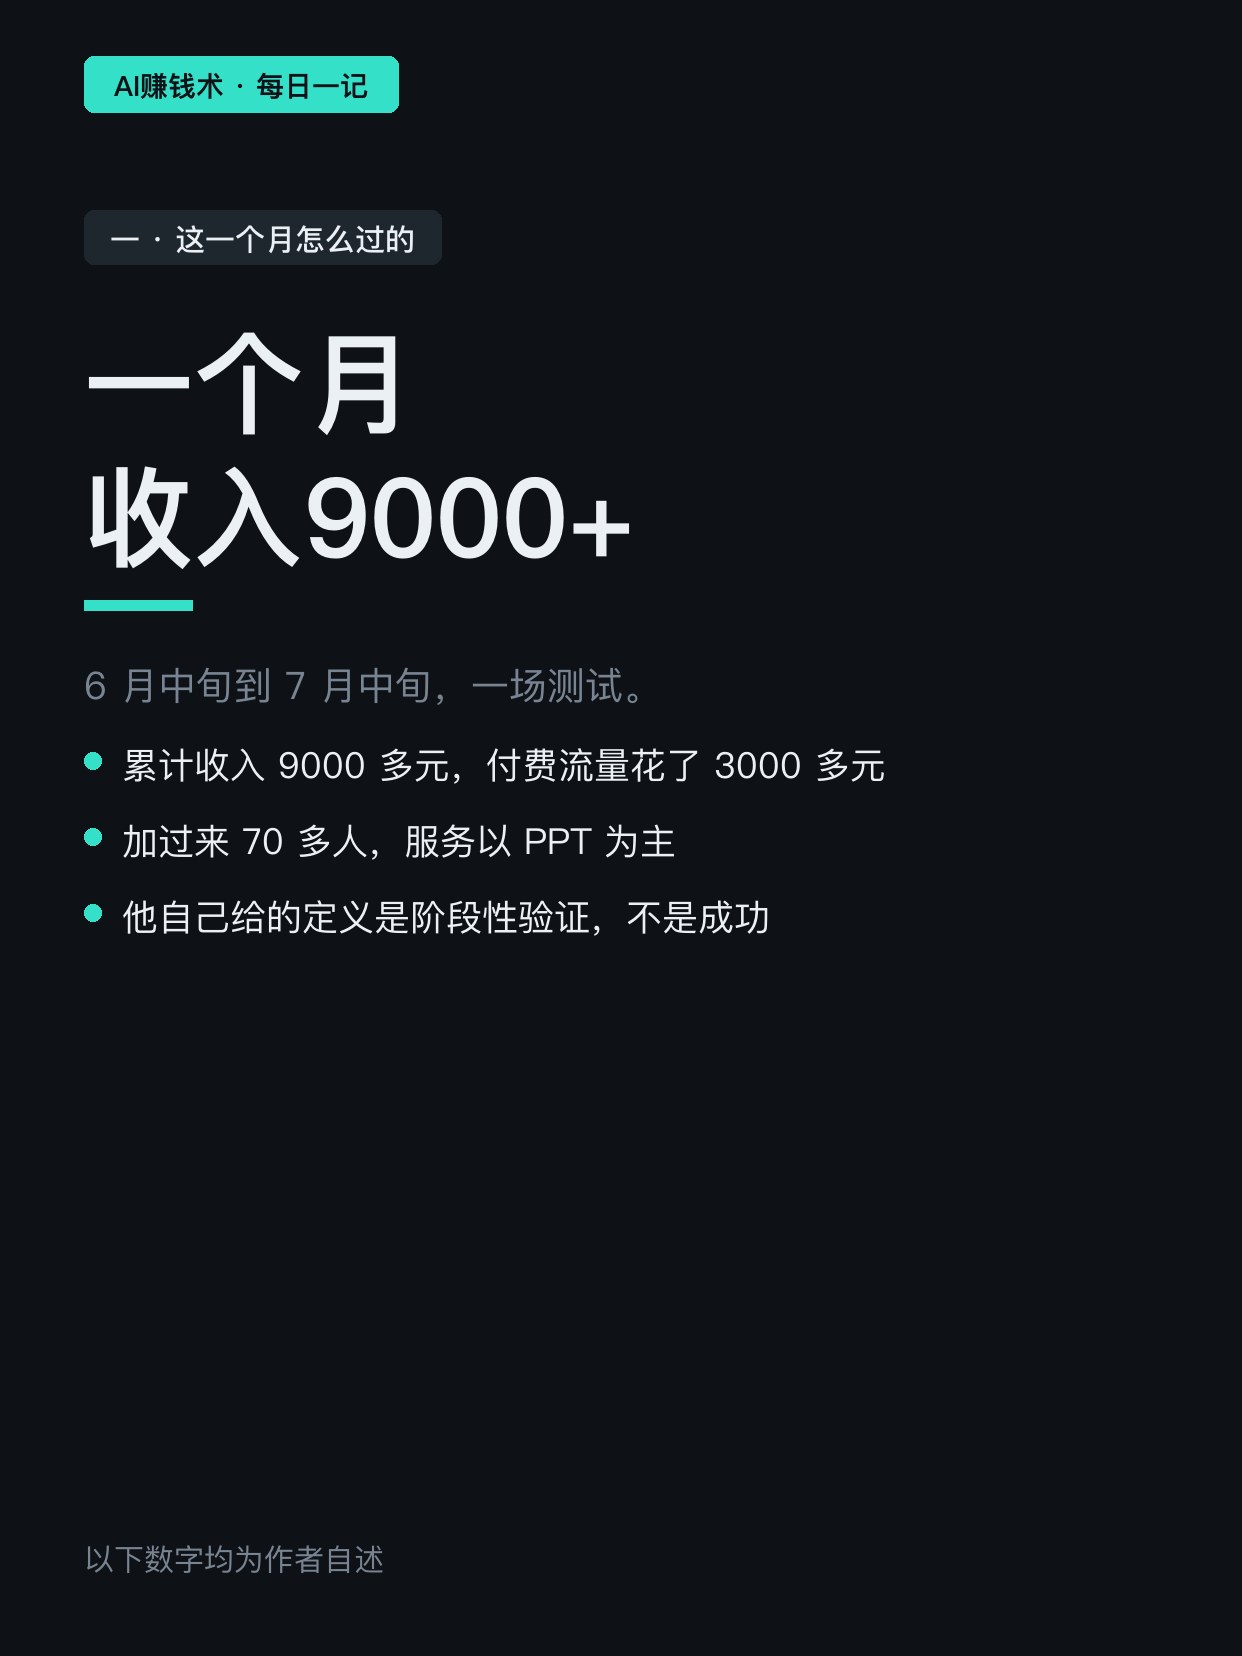 AI赚钱术 · 每日一记
一 · 这一个月怎么过的
一个月
收入9000+
6 月中旬到 7 月中旬，一场测试。
累计收入 9000 多元，付费流量花了 3000 多元
加过来 70 多人，服务以 PPT 为主
他自己给的定义是阶段性验证，不是成功
以下数字均为作者自述